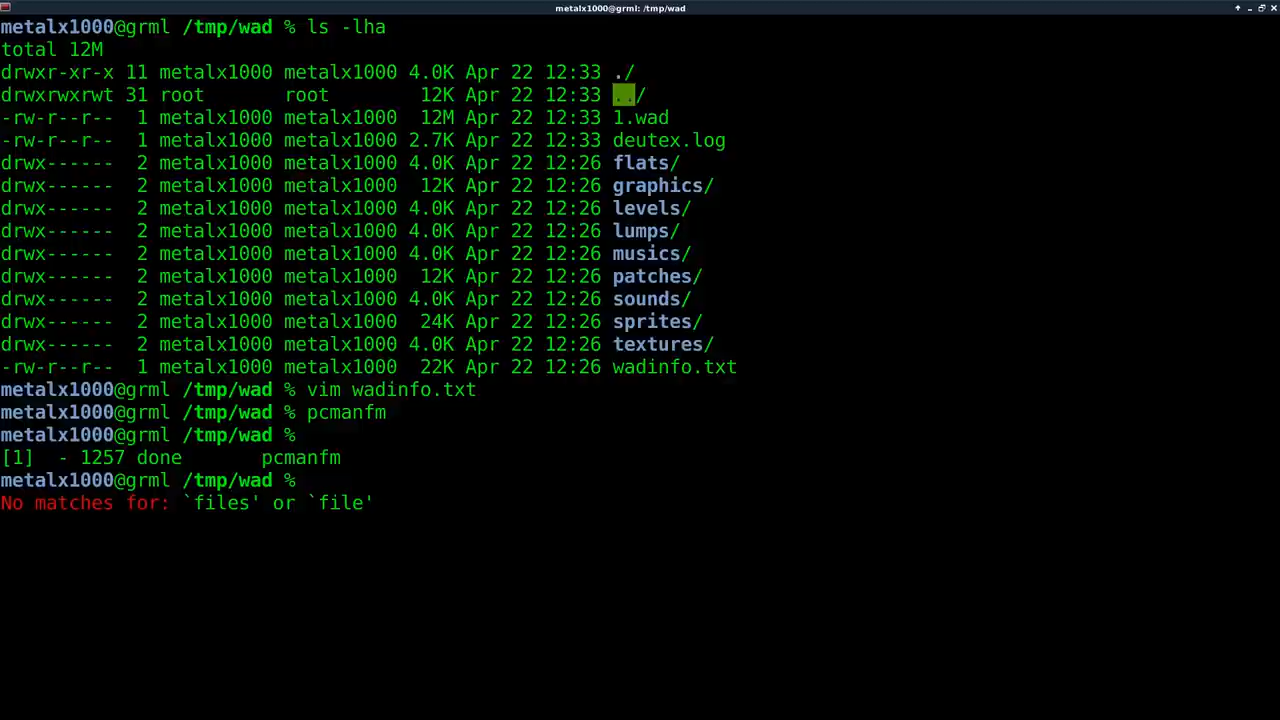 metalx1000@grml: /tmp/wad
metalx1000@grml /tmp/wad % ls -lha
total 12M
drwxr-xr-x 11 metalx1000 metalx1000 4.0K Apr 22 12:33 ./
drwxrwxrwt 31 root       root        12K Apr 22 12:33 ../
-rw-r--r--  1 metalx1000 metalx1000  12M Apr 22 12:33 1.wad
-rw-r--r--  1 metalx1000 metalx1000 2.7K Apr 22 12:33 deutex.log
drwx------  2 metalx1000 metalx1000 4.0K Apr 22 12:26 flats/
drwx------  2 metalx1000 metalx1000  12K Apr 22 12:26 graphics/
drwx------  2 metalx1000 metalx1000 4.0K Apr 22 12:26 levels/
drwx------  2 metalx1000 metalx1000 4.0K Apr 22 12:26 lumps/
drwx------  2 metalx1000 metalx1000 4.0K Apr 22 12:26 musics/
drwx------  2 metalx1000 metalx1000  12K Apr 22 12:26 patches/
drwx------  2 metalx1000 metalx1000 4.0K Apr 22 12:26 sounds/
drwx------  2 metalx1000 metalx1000  24K Apr 22 12:26 sprites/
drwx------  2 metalx1000 metalx1000 4.0K Apr 22 12:26 textures/
-rw-r--r--  1 metalx1000 metalx1000  22K Apr 22 12:26 wadinfo.txt
metalx1000@grml /tmp/wad % vim wadinfo.txt
metalx1000@grml /tmp/wad % pcmanfm
metalx1000@grml /tmp/wad %
[1]  - 1257 done       pcmanfm
metalx1000@grml /tmp/wad %
No matches for: `files' or `file'